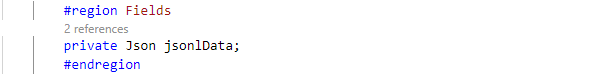 #region Fields
2 references
private Json jsonlData;
#endregion